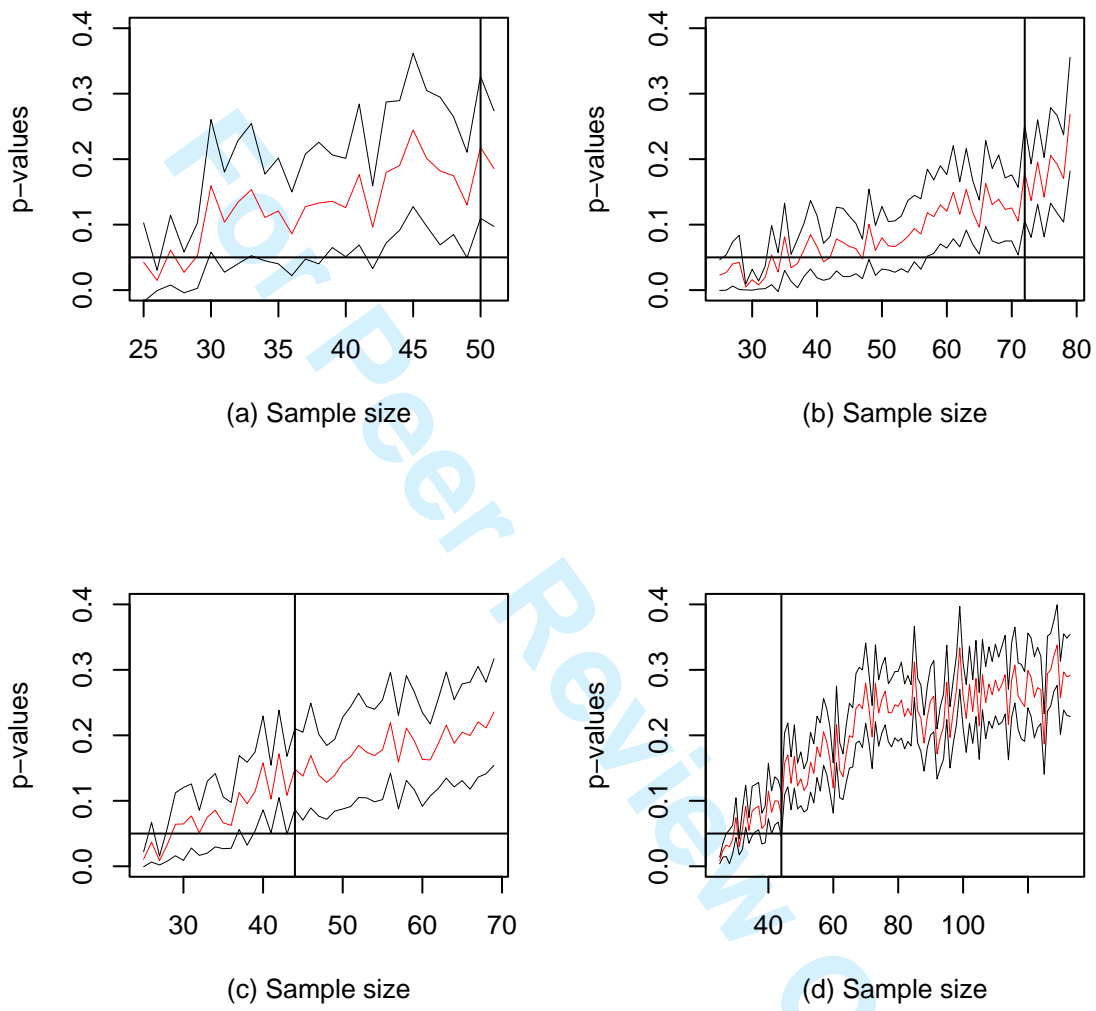 0.0 0.1 0.2 0.3 0.4
p−values
25 30 35 40 45 50
(a) Sample size
0.0 0.1 0.2 0.3 0.4
p−values
30 40 50 60 70 80
(b) Sample size
0.0 0.1 0.2 0.3 0.4
p−values
30 40 50 60 70
(c) Sample size
0.0 0.1 0.2 0.3 0.4
p−values
40 60 80 100
(d) Sample size
For Peer Review